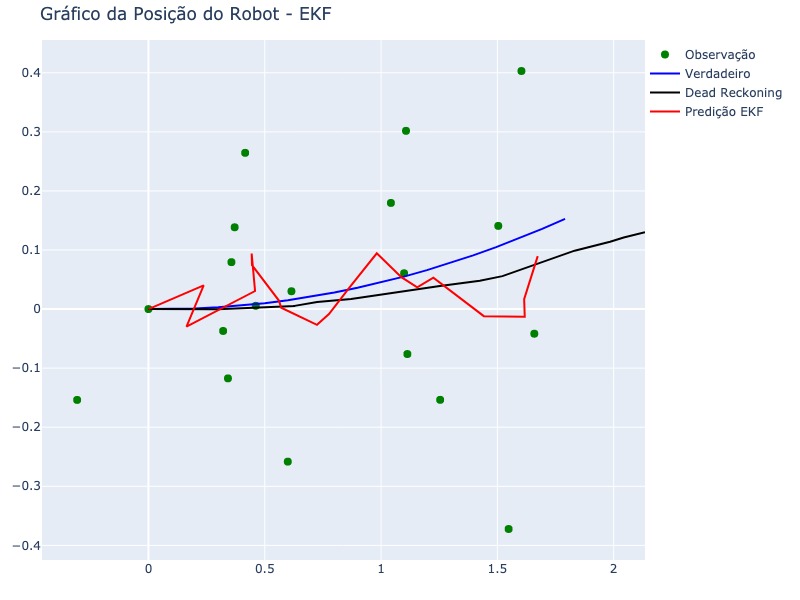 Gráfico da Posição do Robot - EKF
Observação
Verdadeiro
Dead Reckoning
Predição EKF
0.4
0.3
0.2
0.1
0
−0.1
−0.2
−0.3
−0.4
0
0.5
1
1.5
2